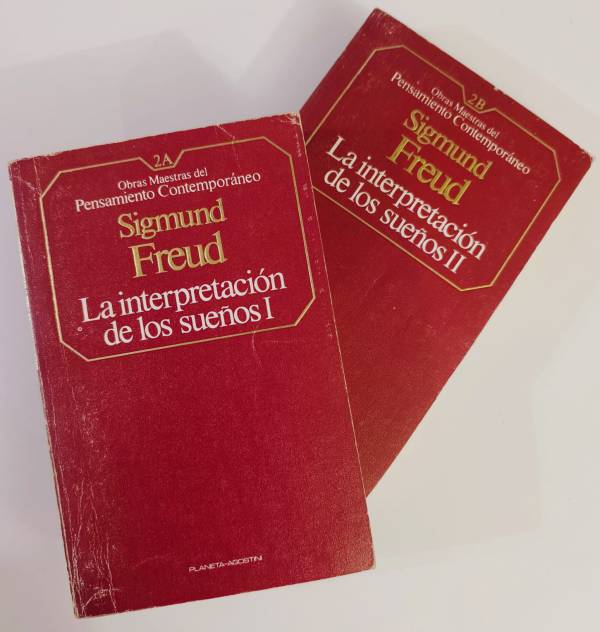 2A
Obras Maestras del
Pensamiento Contemporáneo
Sigmund
Freud
La interpretación
de los sueños I
PLANETA-AGOSTINI
2B
Obras Maestras del
Pensamiento Contemporáneo
Sigmund
Freud
La interpretación
de los sueños II